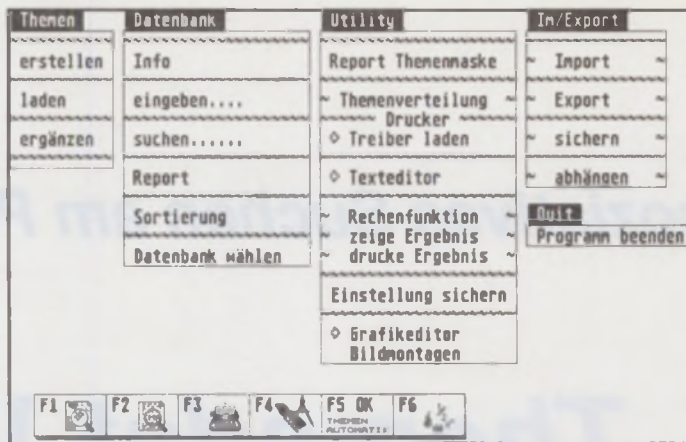 Themen
erstellen
laden
ergänzen
Datenbank
Info
eingeben....
suchen......
Report
Sortierung
Datenbank wählen
Utility
Report Themenmaske
~ Themenverteilung ~
Drucker
◇ Treiber laden
◇ Texteditor
~ Rechenfunktion
zeige Ergebnis ~
~ drucke Ergebnis ~
Einstellung sichern
◇ Grafikeditor
Bildmontagen
Im/Export
~ Import ~
~ Export ~
~ sichern ~
~ abhängen ~
Quit
Programm beenden
F1 F2 F3 F4 F5 OK F6
THEMEN
AUTOMATIK